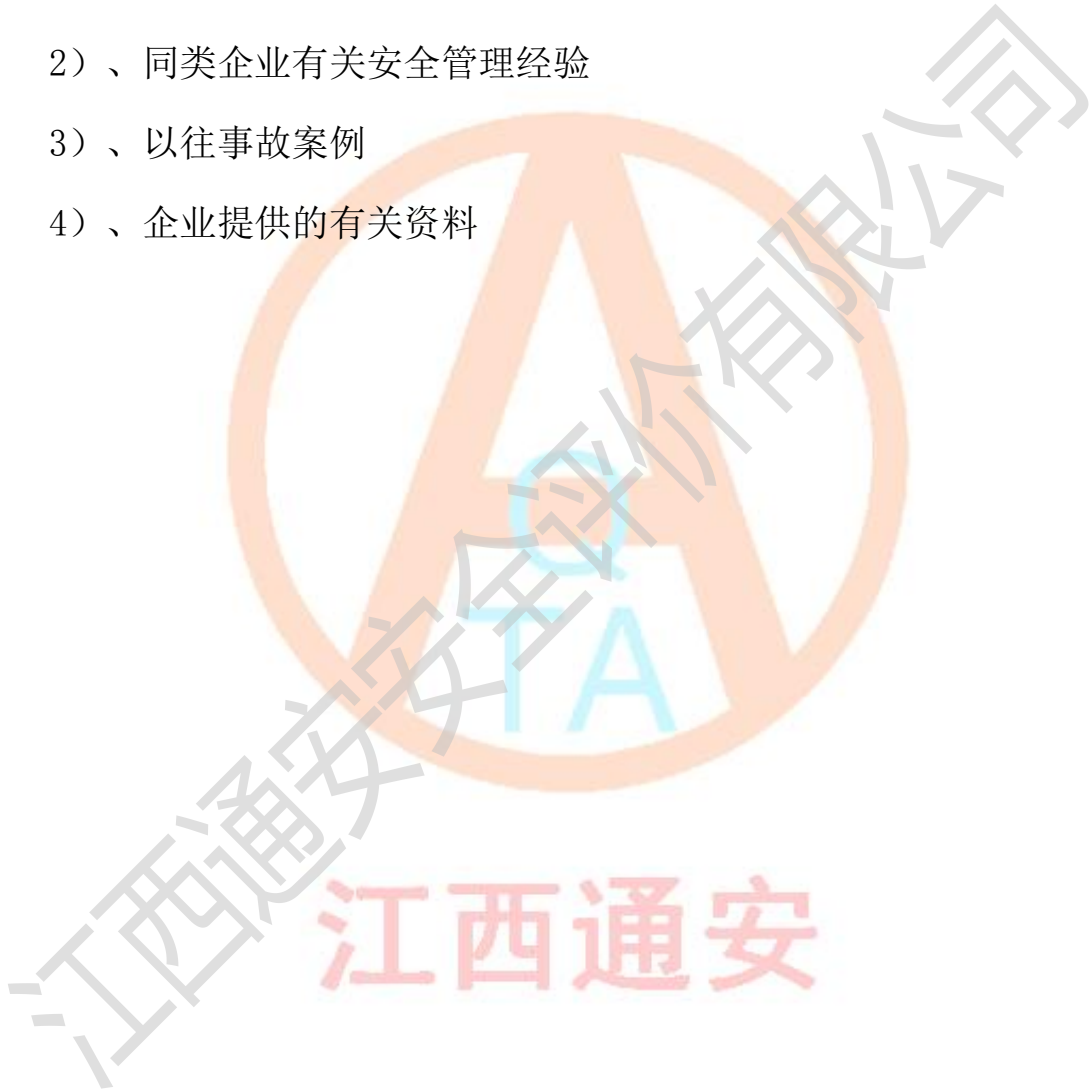 2）、同类企业有关安全管理经验
3）、以往事故案例
4）、企业提供的有关资料
Q
TA
江西通安
江西通安安全评价有限公司